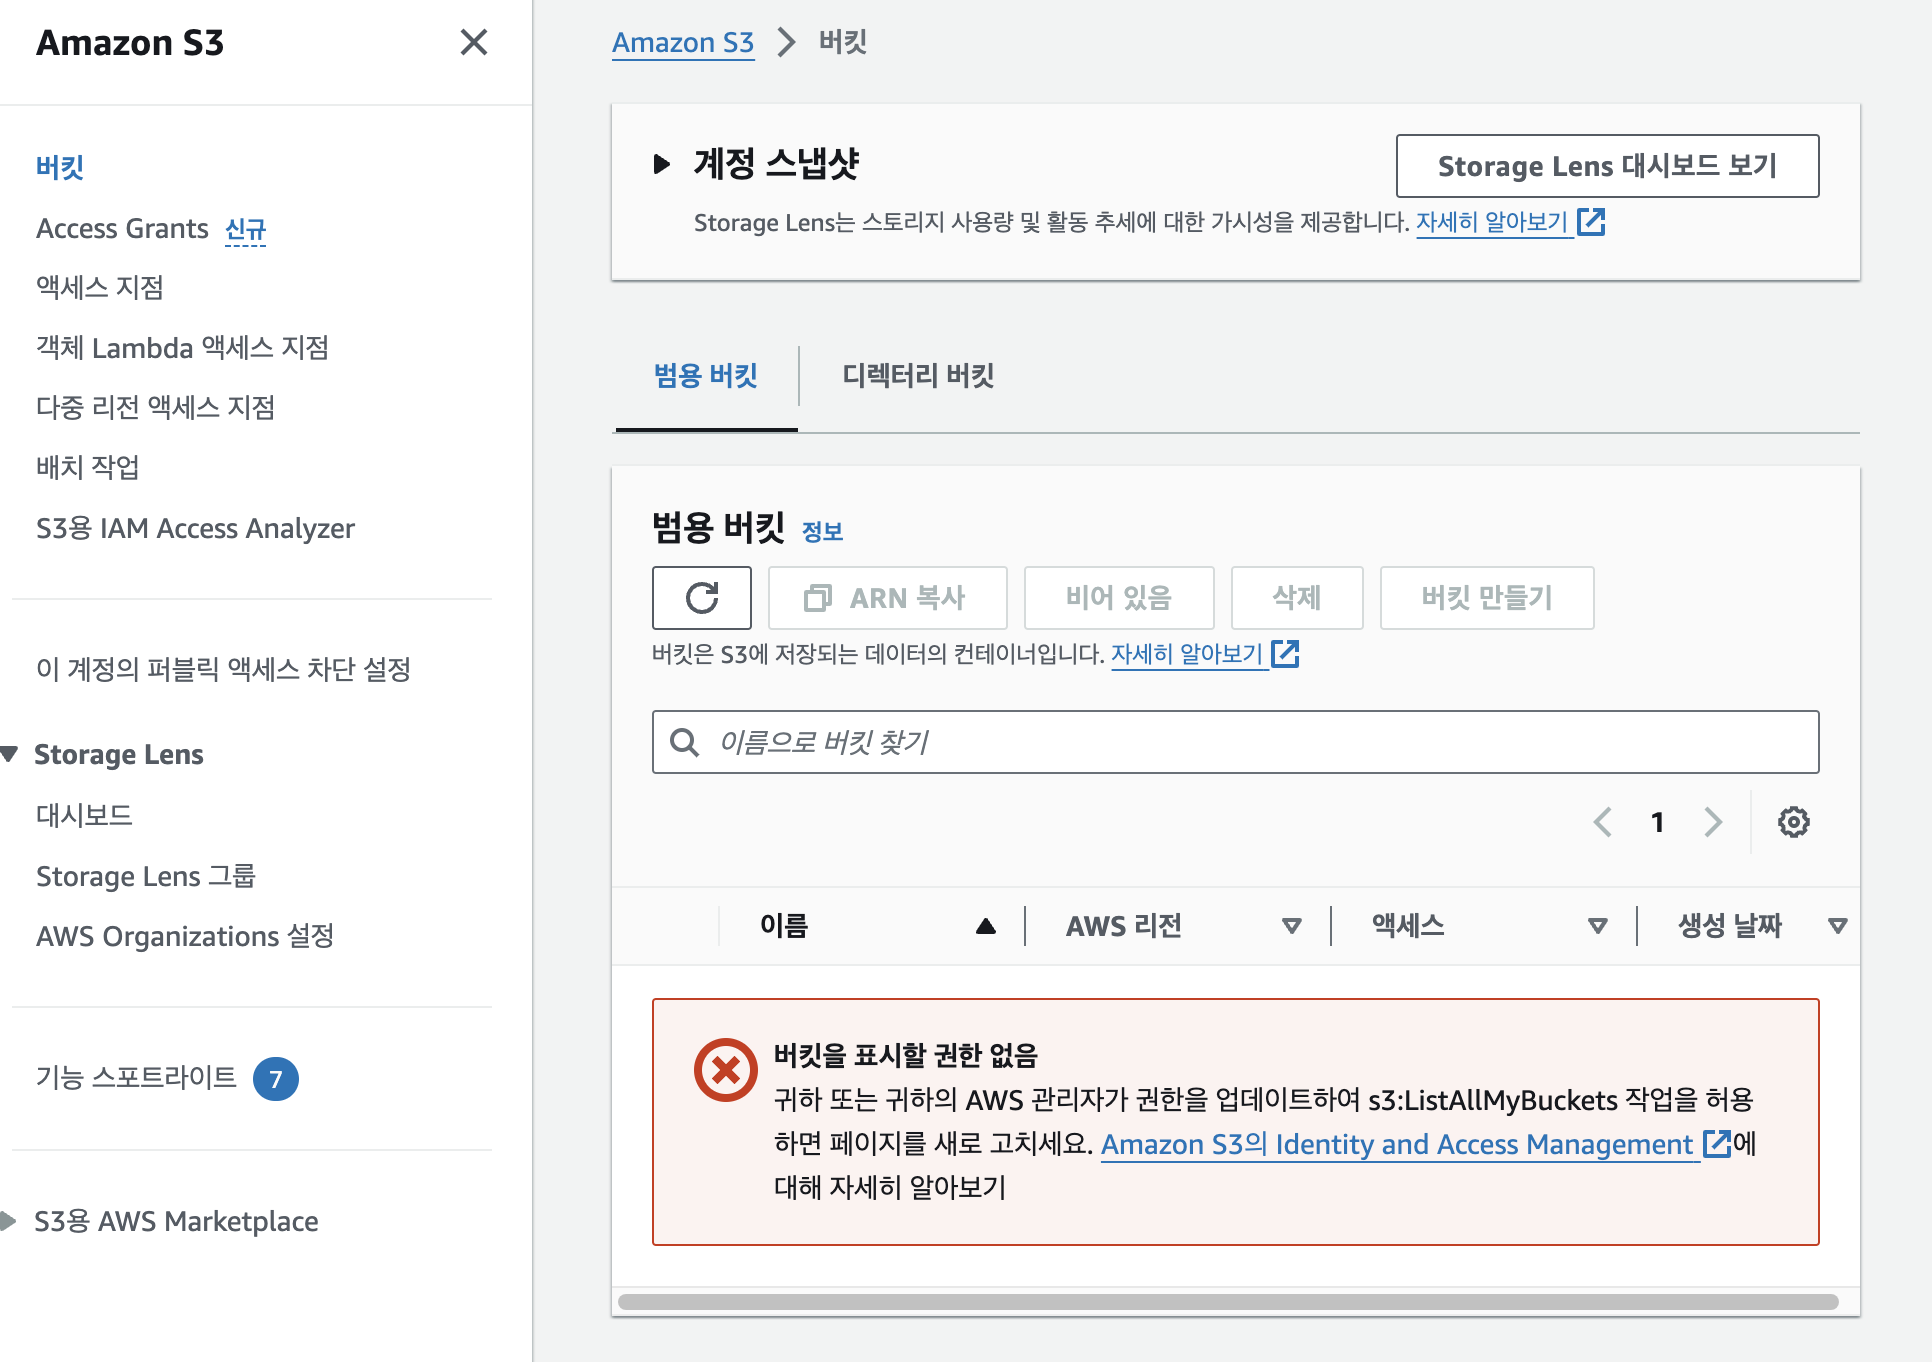 Amazon S3
버킷
Access Grants 신규
액세스 지점
객체 Lambda 액세스 지점
다중 리전 액세스 지점
배치 작업
S3용 IAM Access Analyzer
이 계정의 퍼블릭 액세스 차단 설정
Storage Lens
대시보드
Storage Lens 그룹
AWS Organizations 설정
기능 스포트라이트 7
S3용 AWS Marketplace
Amazon S3 버킷
계정 스냅샷
Storage Lens 대시보드 보기
Storage Lens는 스토리지 사용량 및 활동 추세에 대한 가시성을 제공합니다. 자세히 알아보기
범용 버킷 디렉터리 버킷
범용 버킷 정보
ARN 복사 비어 있음 삭제 버킷 만들기
버킷은 S3에 저장되는 데이터의 컨테이너입니다. 자세히 알아보기
이름으로 버킷 찾기
1
이름 AWS 리전 액세스 생성 날짜
버킷을 표시할 권한 없음
귀하 또는 귀하의 AWS 관리자가 권한을 업데이트하여 s3:ListAllMyBuckets 작업을 허용
하면 페이지를 새로 고치세요. Amazon S3의 Identity and Access Management 에
대해 자세히 알아보기